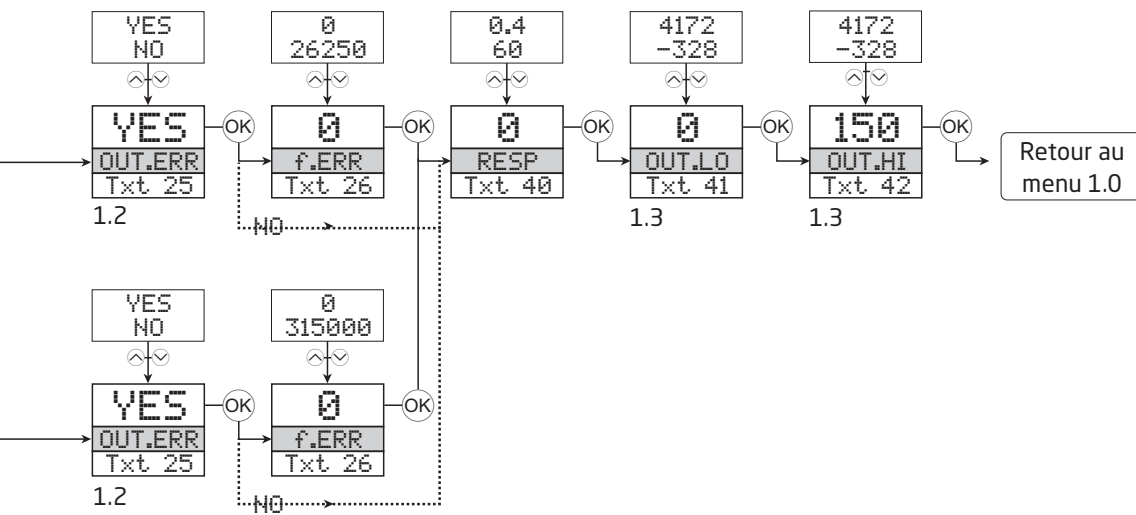 YES
NO
0
26250
0.4
60
4172
-328
4172
-328
YES
OK
0
OK
0
OK
0
OK
150
OK
OUT.ERR
f.ERR
RESP
OUT.LO
OUT.HI
Txt 25
Txt 26
Txt 40
Txt 41
Txt 42
Retour au
menu 1.0
1.2
1.3
1.3
NO
YES
NO
0
315000
YES
OK
0
OK
OUT.ERR
f.ERR
Txt 25
Txt 26
1.2
NO